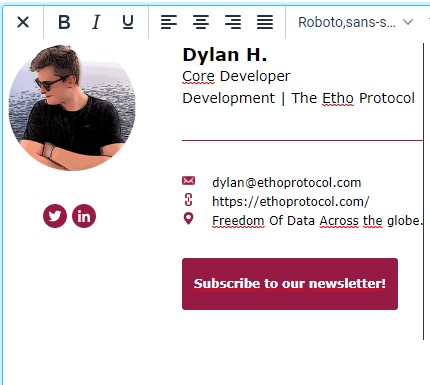 B I U Roboto,sans-s...
Dylan H.
Core Developer
Development | The Etho Protocol
dylan@ethoprotocol.com
https://ethoprotocol.com/
Freedom Of Data Across the globe.
Subscribe to our newsletter!